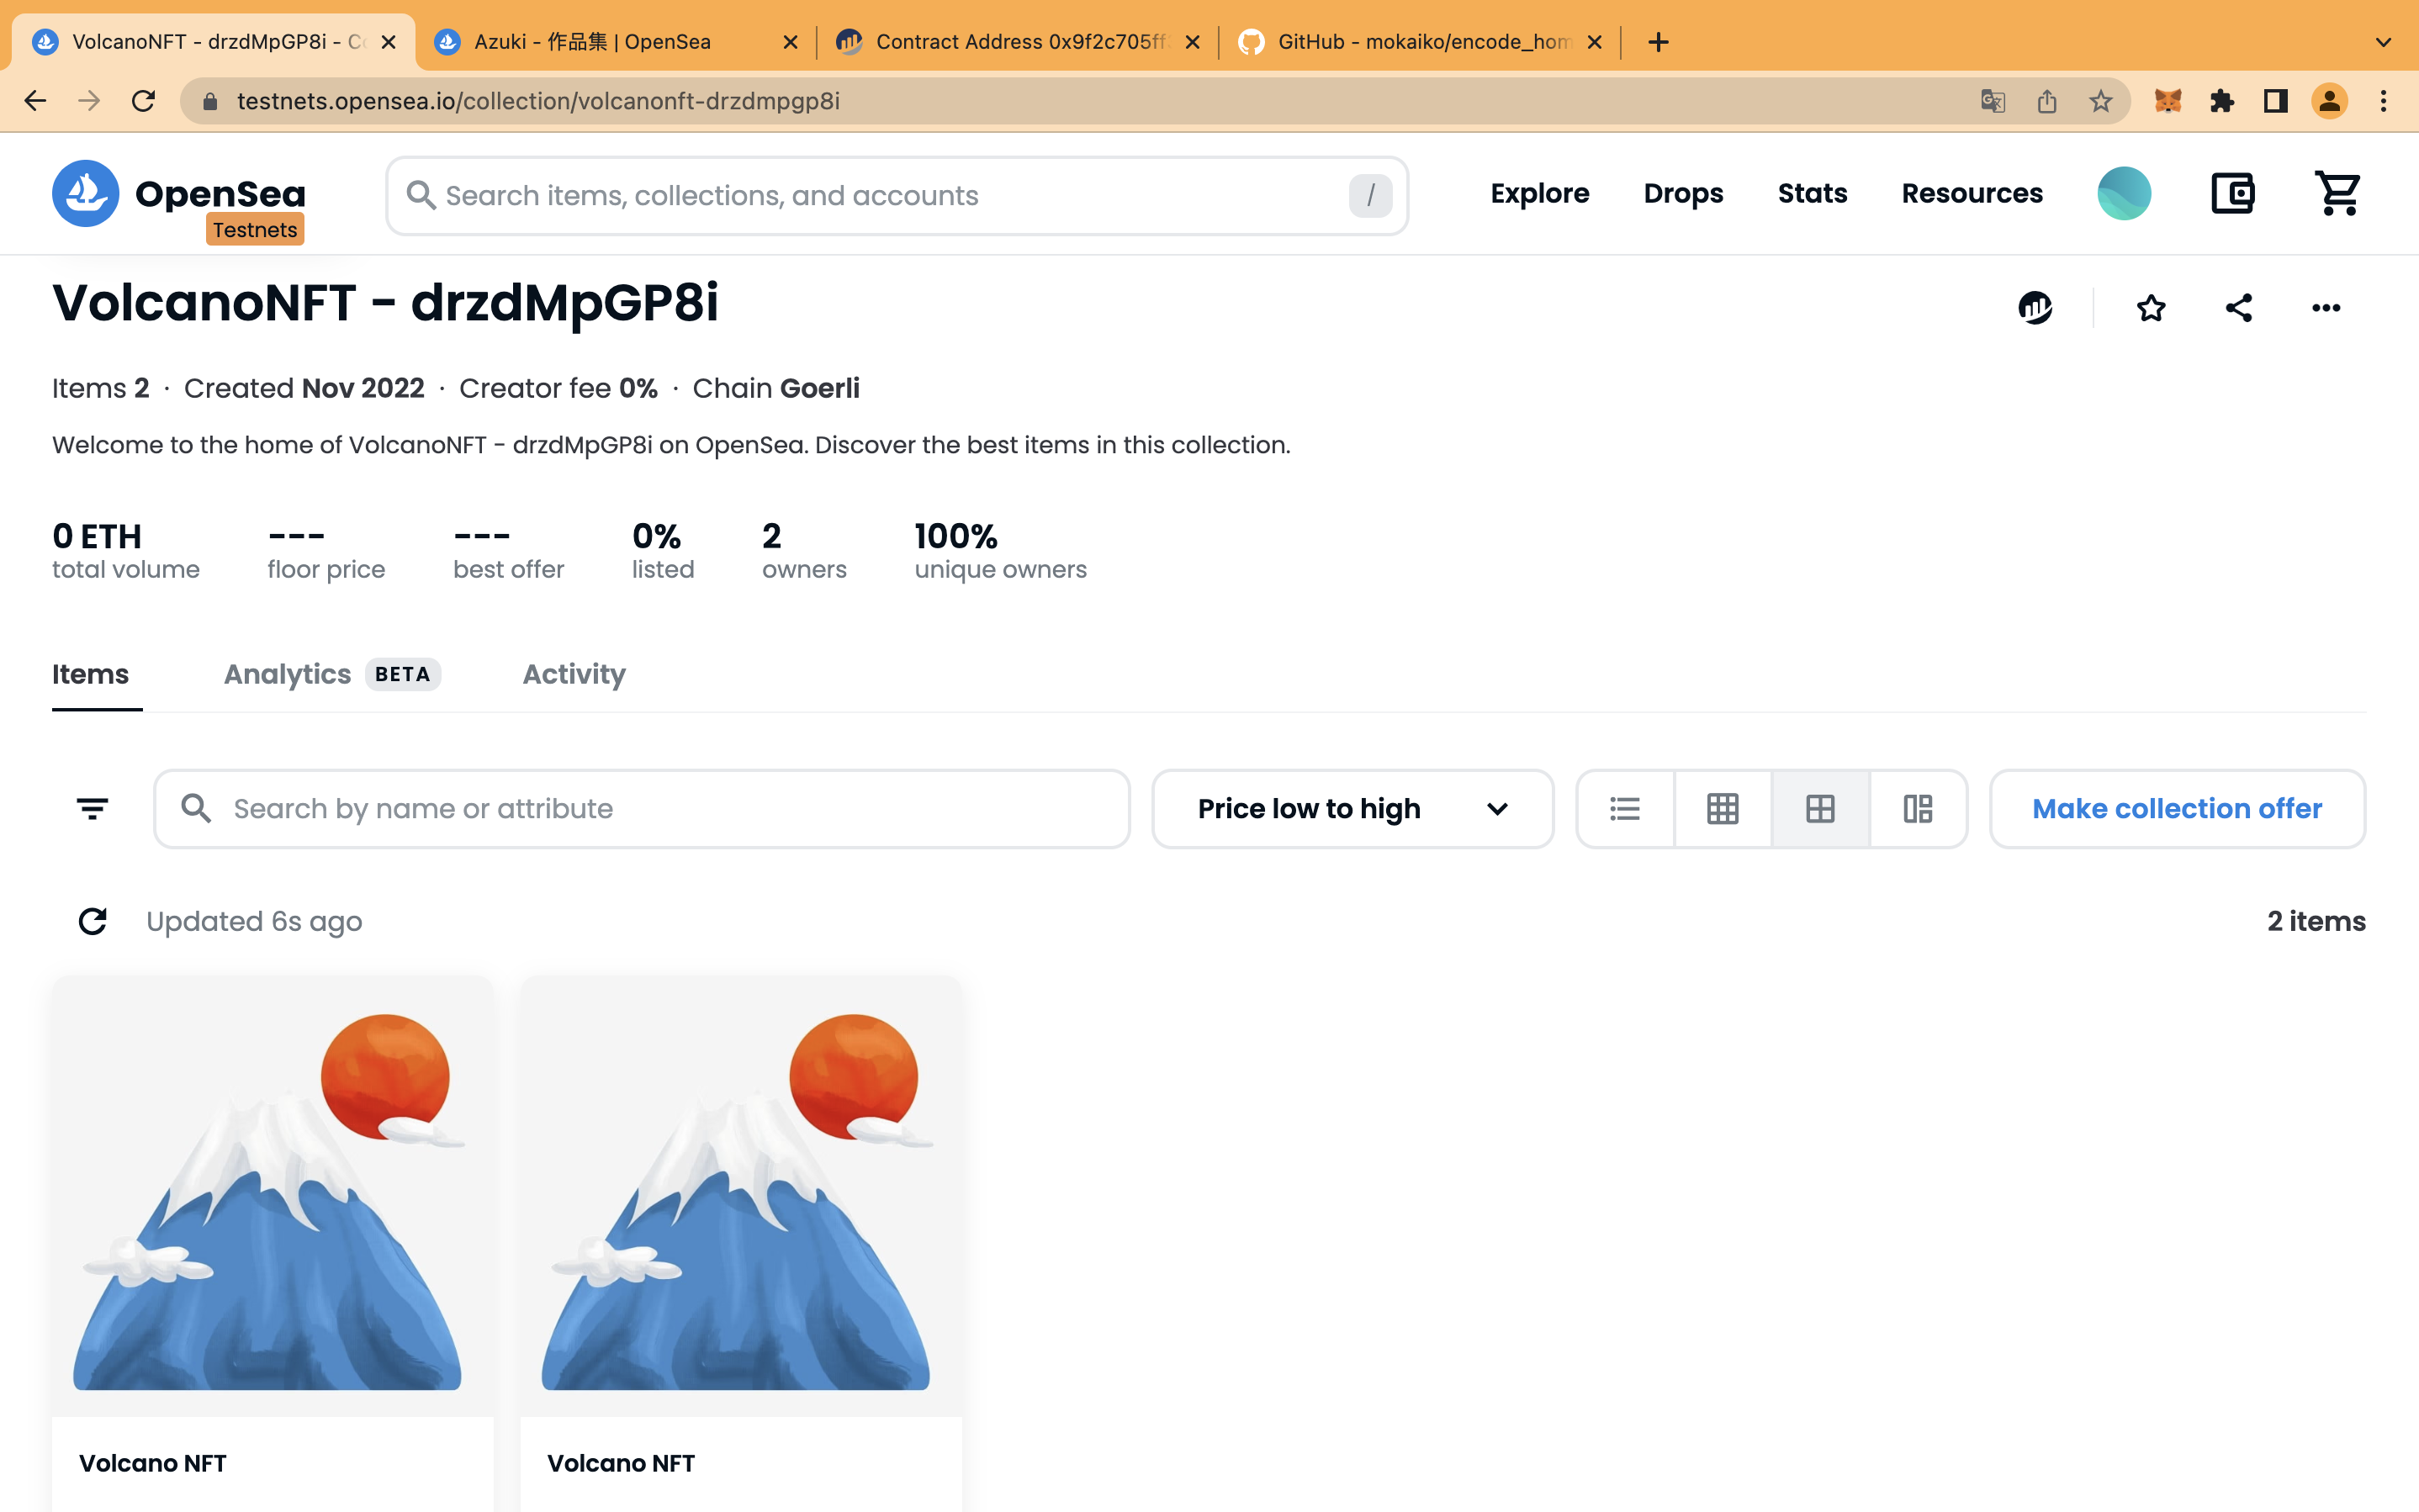 VolcanoNFT - drzdMpGP8i - Co
Azuki - 作品集 | OpenSea
Contract Address 0x9f2c705ff
GitHub - mokaiko/encode_hom
testnets.opensea.io/collection/volcanonft-drzdmpgp8i
OpenSea
Testnets
Search items, collections, and accounts
/
Explore
Drops
Stats
Resources
VolcanoNFT - drzdMpGP8i
Items 2 · Created Nov 2022 · Creator fee 0% · Chain Goerli
Welcome to the home of VolcanoNFT - drzdMpGP8i on OpenSea. Discover the best items in this collection.
0 ETH
total volume
---
floor price
---
best offer
0%
listed
2
owners
100%
unique owners
Items
Analytics BETA
Activity
Search by name or attribute
Price low to high
Make collection offer
Updated 6s ago
2 items
Volcano NFT
Volcano NFT